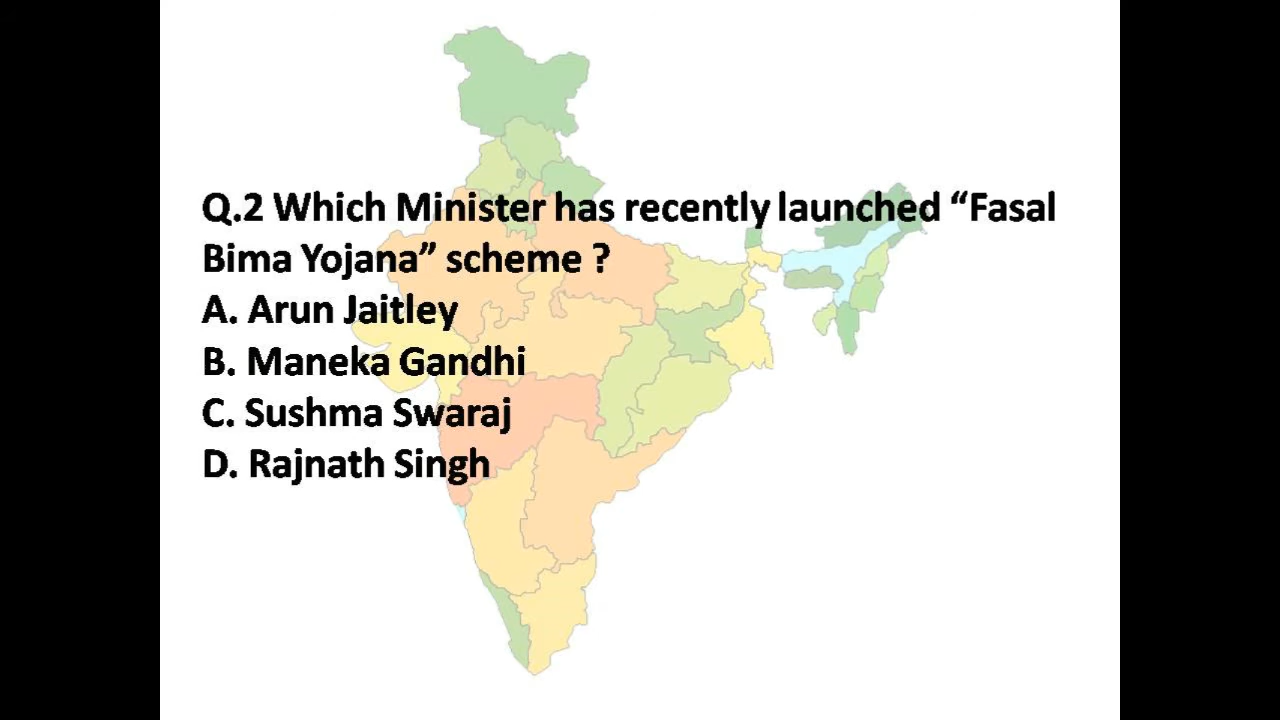 Q.2 Which Minister has recently launched “Fasal
Bima Yojana” scheme ?
A. Arun Jaitley
B. Maneka Gandhi
C. Sushma Swaraj
D. Rajnath Singh